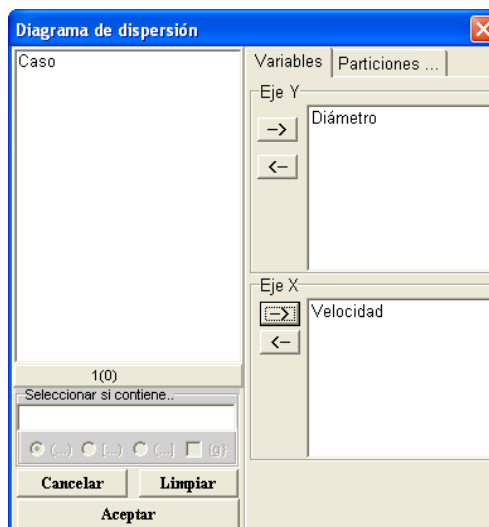 Diagrama de dispersión
Caso
1(0)
Seleccionar si contiene..
(...) [...) (...] {g}
Cancelar Limpiar
Aceptar
Variables Particiones ...
Eje Y
-->
<--
Diámetro
Eje X
-->
<--
Velocidad